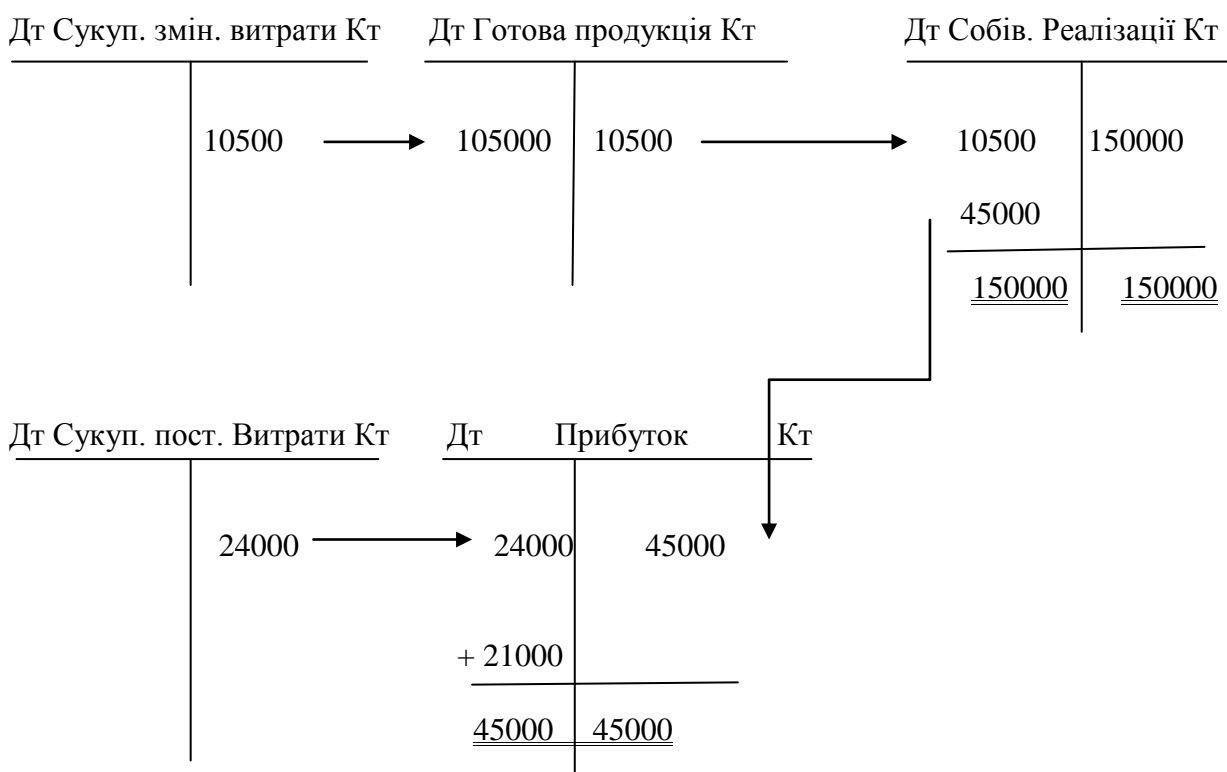 Дт Сукуп. змін. витрати Кт Дт Готова продукція Кт Дт Собів. Реалізації Кт
10500 105000 10500 10500 150000
45000
150000 150000
Дт Сукуп. пост. Витрати Кт Дт Прибуток Кт
24000 24000 45000
+ 21000
45000 45000